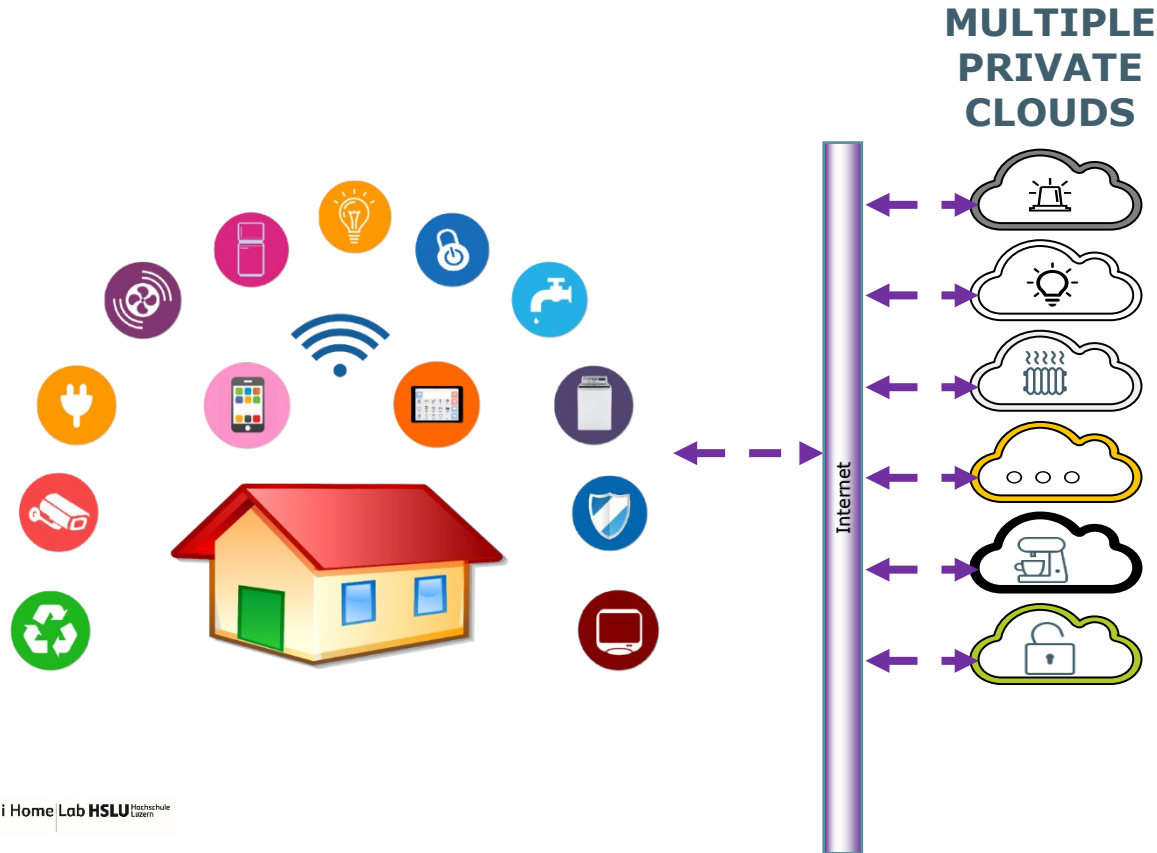 MULTIPLE
PRIVATE
CLOUDS
Internet
i Home Lab HSLU Hochschule
Luzern